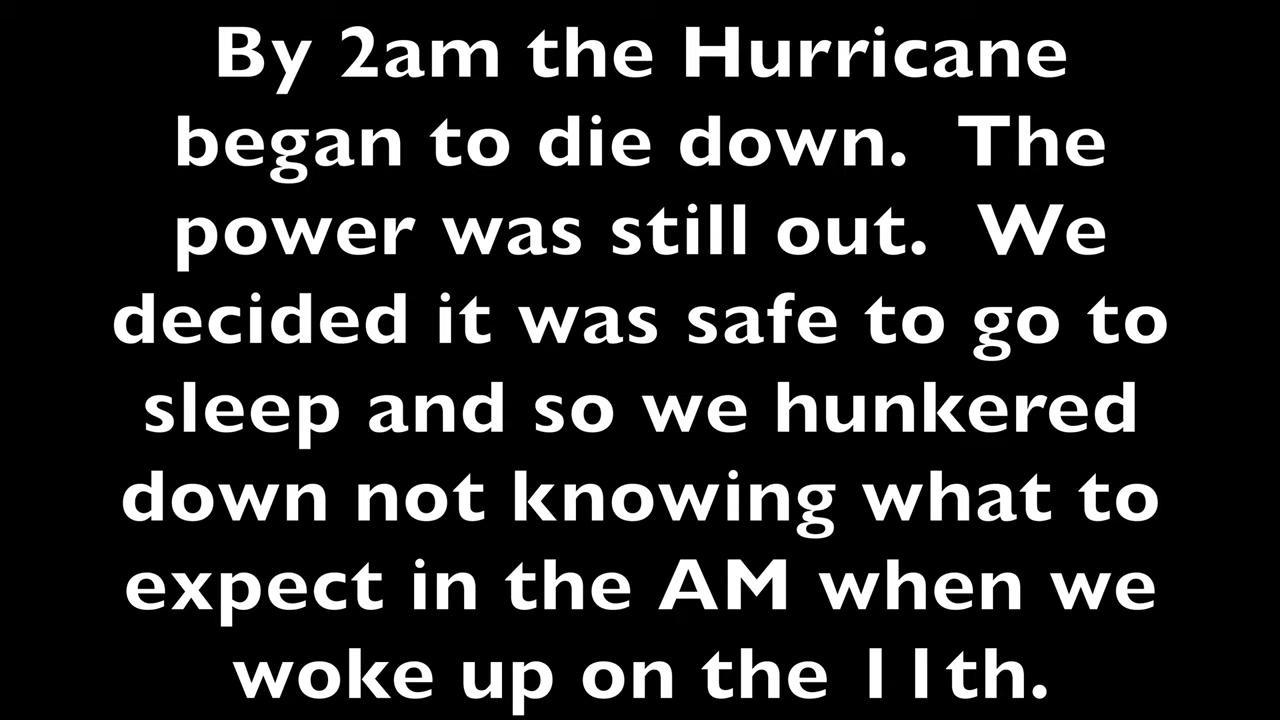 By 2am the Hurricane
began to die down.  The
power was still out.  We
decided it was safe to go to
sleep and so we hunkered
down not knowing what to
expect in the AM when we
woke up on the 11th.